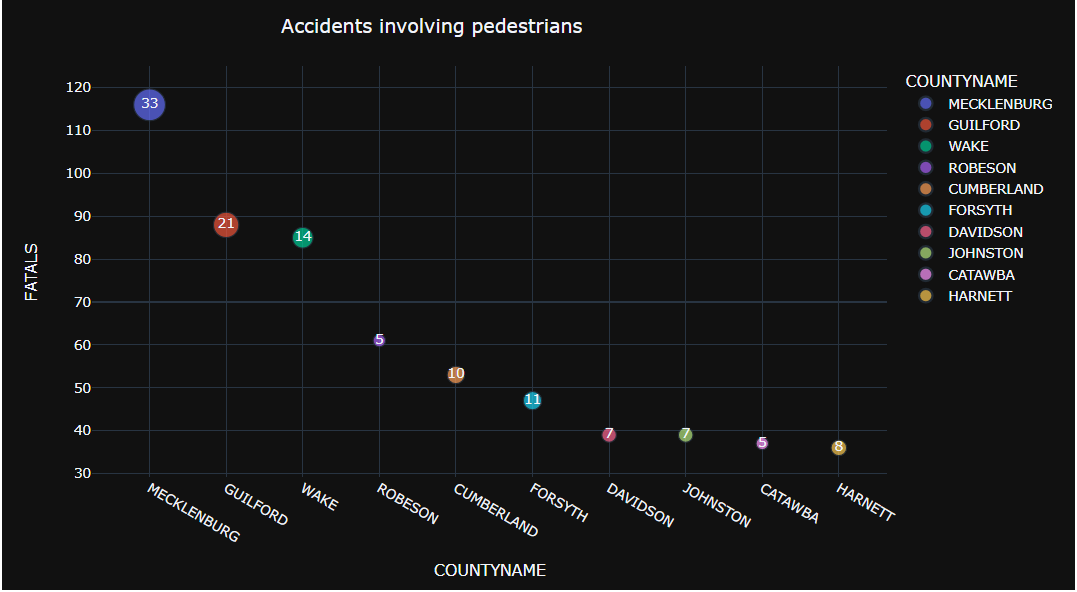 Accidents involving pedestrians
COUNTYNAME
MECKLENBURG
GUILFORD
WAKE
ROBESON
CUMBERLAND
FORSYTH
DAVIDSON
JOHNSTON
CATAWBA
HARNETT
FATALS
120
110
100
90
80
70
60
50
40
30
33
21
14
5
10
11
7
7
5
8
MECKLENBURG
GUILFORD
WAKE
ROBESON
CUMBERLAND
FORSYTH
DAVIDSON
JOHNSTON
CATAWBA
HARNETT
COUNTYNAME